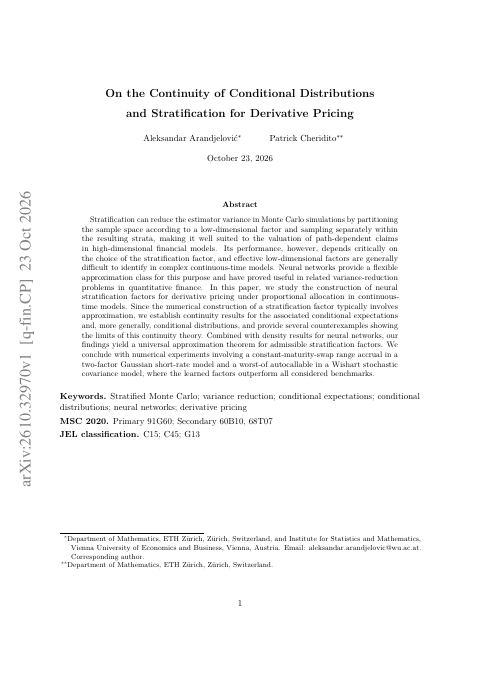 On the Continuity of Conditional Distributions
and Stratification for Derivative Pricing
Aleksandar Arandjelović* Patrick Cheridito**
October 23, 2026
Abstract
Stratification can reduce the estimator variance in Monte Carlo simulations by partitioning
the sample space according to a low-dimensional factor and sampling separately within
the resulting strata, making it well suited to the valuation of path-dependent claims
in high-dimensional financial models. Its performance, however, depends critically on
the choice of the stratification factor, and effective low-dimensional factors are generally
difficult to identify in complex continuous-time models. Neural networks provide a flexible
approximation class for this purpose and have proved useful in related variance-reduction
problems in quantitative finance. In this paper, we study the construction of neural
stratification factors for derivative pricing under proportional allocation in continuous-
time models. Since the numerical construction of a stratification factor typically involves
approximation, we establish continuity results for the associated conditional expectations
and, more generally, conditional distributions, and provide several counterexamples showing
the limits of this continuity theory. Combined with density results for neural networks, our
findings yield a universal approximation theorem for admissible stratification factors. We
conclude with numerical experiments involving a constant-maturity-swap range accrual in a
two-factor Gaussian short-rate model and a worst-of autocallable in a Wishart stochastic
covariance model, where the learned factors outperform all considered benchmarks.
Keywords. Stratified Monte Carlo; variance reduction; conditional expectations; conditional
distributions; neural networks; derivative pricing
MSC 2020. Primary 91G60; Secondary 60B10, 68T07
JEL classification. C15; C45; G13
*Department of Mathematics, ETH Zürich, Zürich, Switzerland, and Institute for Statistics and Mathematics,
Vienna University of Economics and Business, Vienna, Austria. Email: aleksandar.arandjelovic@wu.ac.at.
Corresponding author.
**Department of Mathematics, ETH Zürich, Zürich, Switzerland.
1
arXiv:2610.32970v1 [q-fin.CP] 23 Oct 2026